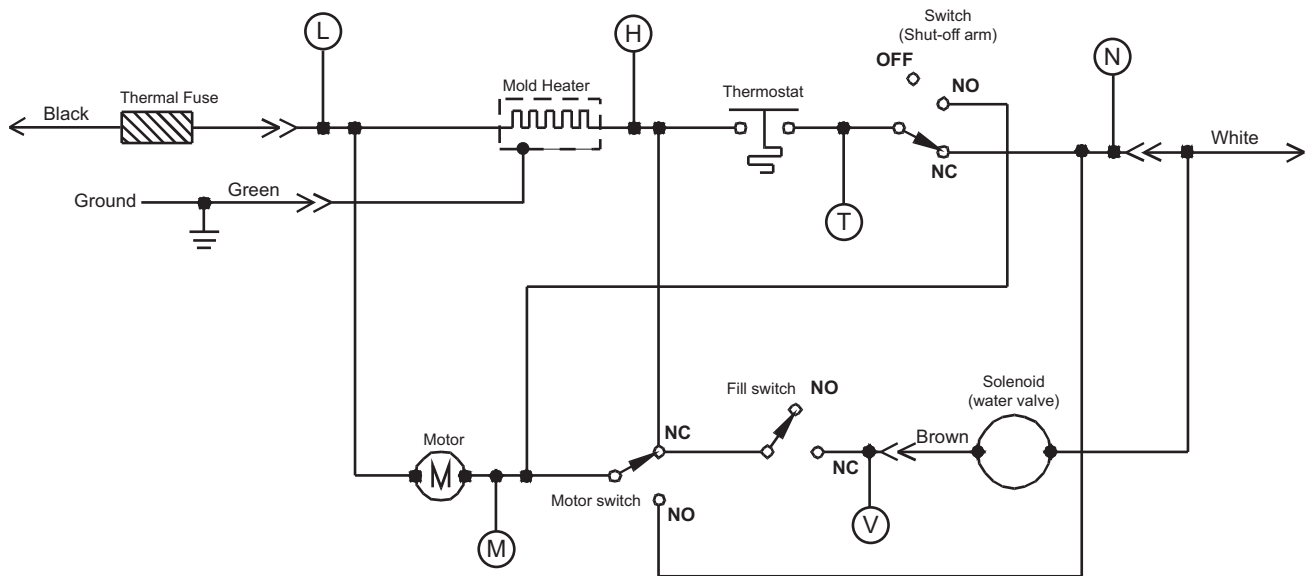 L
H
Switch
(Shut-off arm)
N
OFF
NO
Thermal Fuse
Mold Heater
Thermostat
Black
White
NC
Green
Ground
T
Fill switch
NO
Solenoid
(water valve)
Motor
NC
Brown
M
NC
Motor switch
NO
V
M